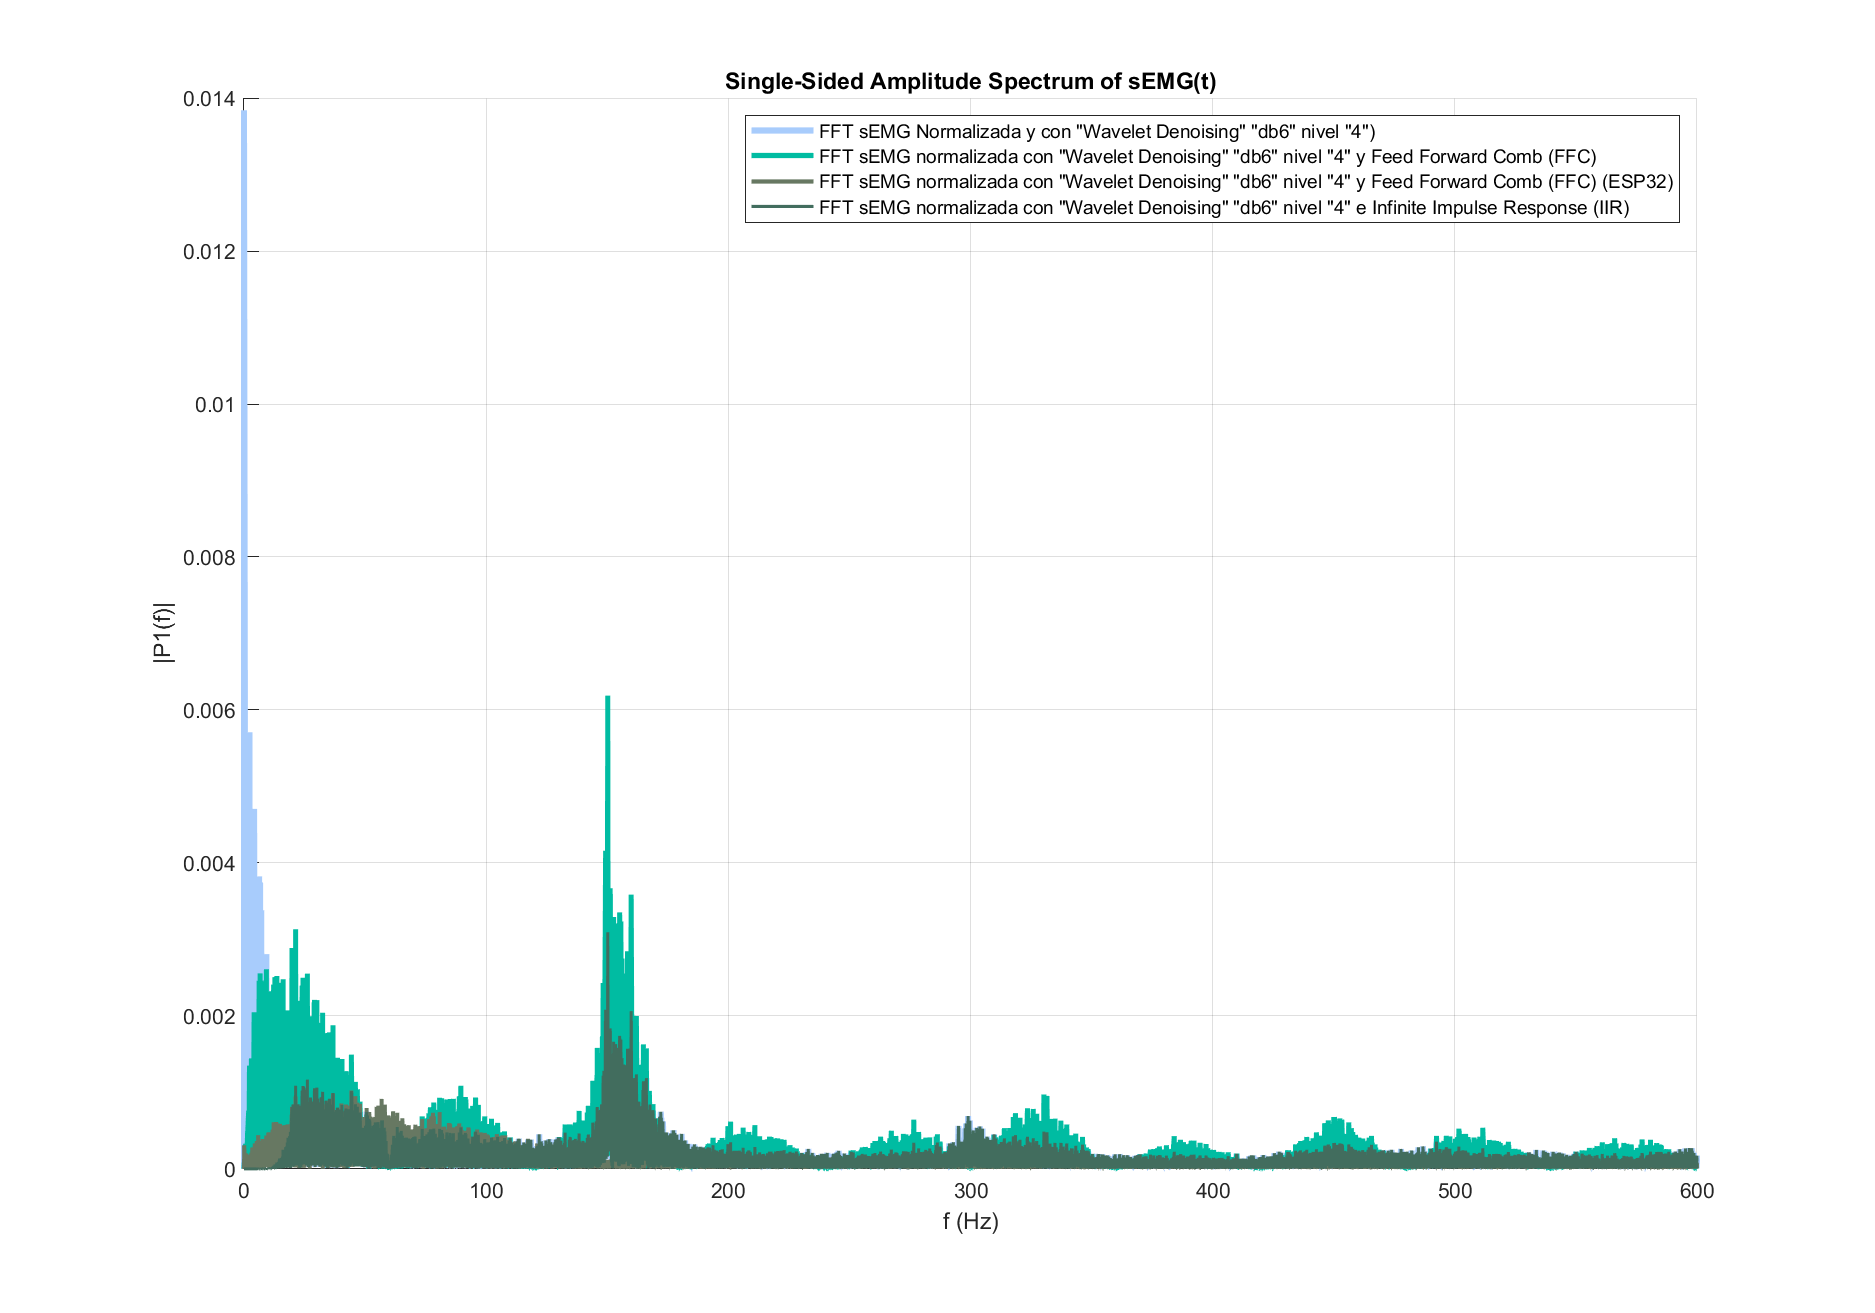 Single-Sided Amplitude Spectrum of sEMG(t)
FFT sEMG Normalizada y con "Wavelet Denoising" "db6" nivel "4")
FFT sEMG normalizada con "Wavelet Denoising" "db6" nivel "4" y Feed Forward Comb (FFC)
FFT sEMG normalizada con "Wavelet Denoising" "db6" nivel "4" y Feed Forward Comb (FFC) (ESP32)
FFT sEMG normalizada con "Wavelet Denoising" "db6" nivel "4" e Infinite Impulse Response (IIR)
0.014
0.012
0.01
0.008
0.006
0.004
0.002
0
|P1(f)|
0 100 200 300 400 500 600
f (Hz)